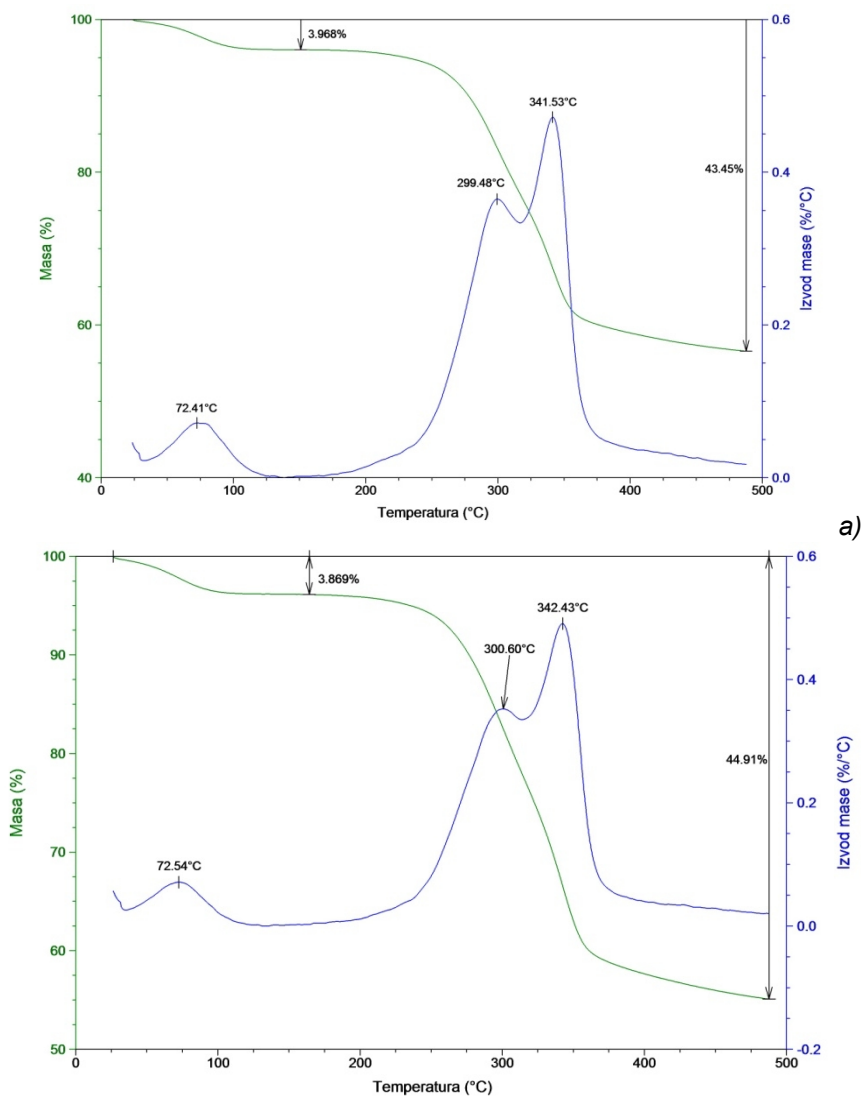 100
80
60
40
Masa (%)
3.968%
341.53°C
299.48°C
43.45%
72.41°C
0.6
0.4
0.2
0.0
Izvod mase (%/°C)
0
100
200
300
400
500
Temperatura (°C)
a)
100
90
80
70
60
50
Masa (%)
3.869%
342.43°C
300.60°C
44.91%
72.54°C
0.6
0.4
0.2
0.0
-0.2
Izvod mase (%/°C)
0
100
200
300
400
500
Temperatura (°C)